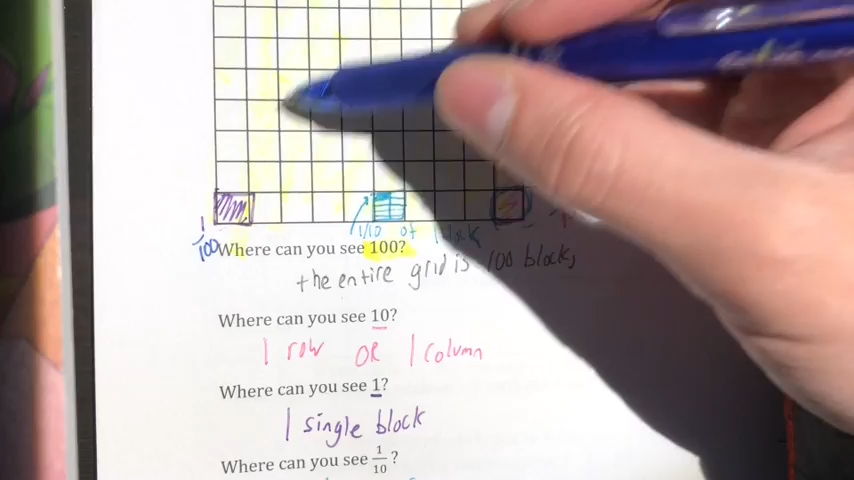 1/10 of 1 block
1/100
Where can you see 100?
the entire grid is 100 blocks
Where can you see 10?
1 row OR 1 column
Where can you see 1?
1 single block
Where can you see 1/10?